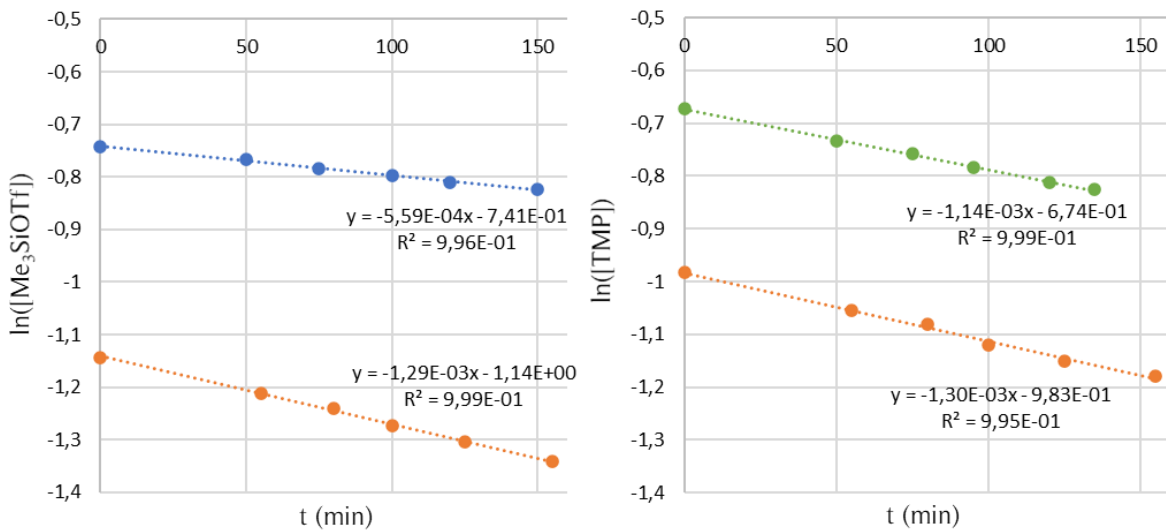 -0,5
0
50
100
150
-0,6
-0,7
-0,8
y = -5,59E-04x - 7,41E-01
-0,9
R² = 9,96E-01
-1
-1,1
y = -1,29E-03x - 1,14E+00
-1,2
R² = 9,99E-01
-1,3
-1,4
ln([Me₃SiOTf])
t (min)
-0,5
0
50
100
150
-0,6
-0,7
-0,8
y = -1,14E-03x - 6,74E-01
-0,9
R² = 9,99E-01
-1
-1,1
-1,2
y = -1,30E-03x - 9,83E-01
R² = 9,95E-01
-1,3
-1,4
ln([TMP])
t (min)